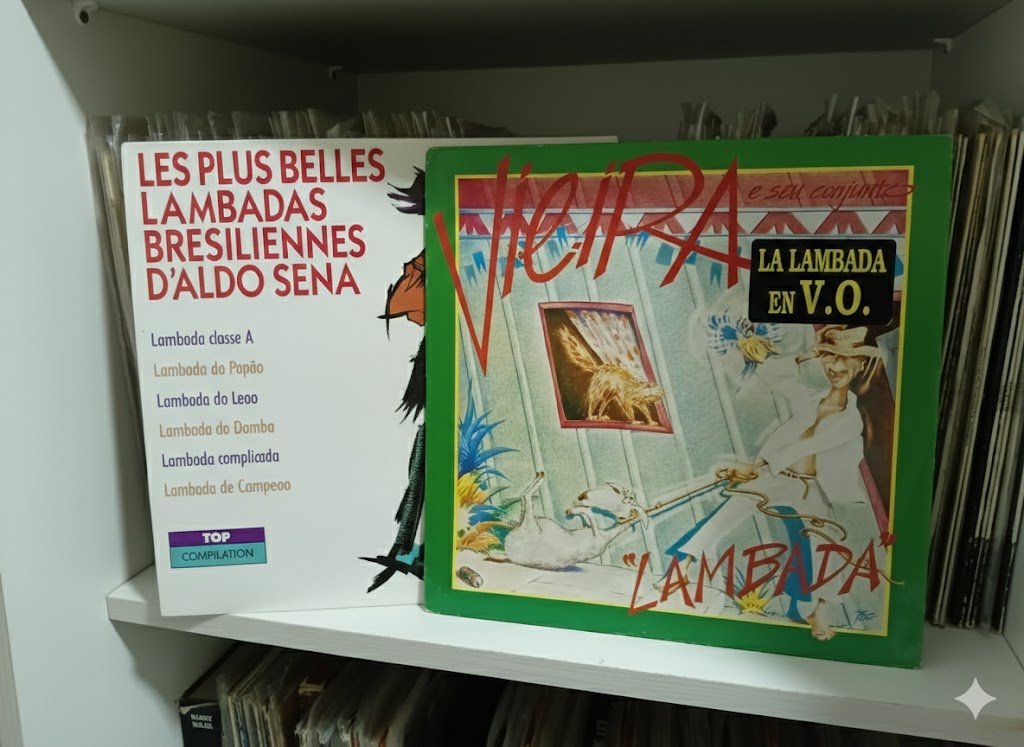 LES PLUS BELLES
LAMBADAS
BRESILIENNES
D'ALDO SENA
Lambada classe A
Lambada do Papão
Lambada do Leoo
Lambada do Domba
Lambada complicada
Lambada de Campeoo
TOP
COMPILATION
VIEIRA
e seu conjunto
LA LAMBADA
EN V.O.
"LAMBADA"